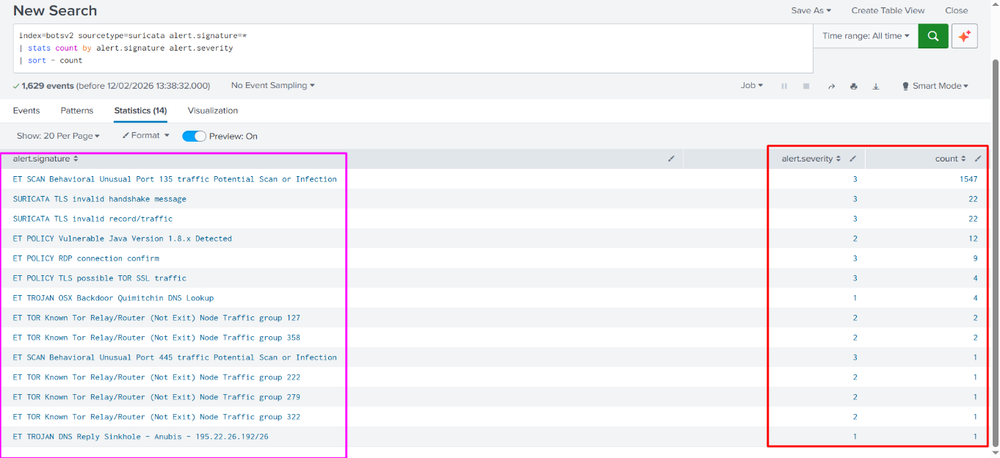 New Search
Save As Create Table View Close
index=botsv2 sourcetype=suricata alert.signature=*
| stats count by alert.signature alert.severity
| sort - count
Time range: All time
1,629 events (before 12/02/2026 13:38:32.000) No Event Sampling
Job Smart Mode
Events Patterns Statistics (14) Visualization
Show: 20 Per Page Format Preview: On
alert.signature alert.severity count
ET SCAN Behavioral Unusual Port 135 traffic Potential Scan or Infection 3 1547
SURICATA TLS invalid handshake message 3 22
SURICATA TLS invalid record/traffic 3 22
ET POLICY Vulnerable Java Version 1.8.x Detected 2 12
ET POLICY RDP connection confirm 3 9
ET POLICY TLS possible TOR SSL traffic 3 4
ET TROJAN OSX Backdoor Quimitchin DNS Lookup 1 4
ET TOR Known Tor Relay/Router (Not Exit) Node Traffic group 127 2 2
ET TOR Known Tor Relay/Router (Not Exit) Node Traffic group 358 2 2
ET SCAN Behavioral Unusual Port 445 traffic Potential Scan or Infection 3 1
ET TOR Known Tor Relay/Router (Not Exit) Node Traffic group 222 2 1
ET TOR Known Tor Relay/Router (Not Exit) Node Traffic group 279 2 1
ET TOR Known Tor Relay/Router (Not Exit) Node Traffic group 322 2 1
ET TROJAN DNS Reply Sinkhole - Anubis - 195.22.26.192/26 1 1